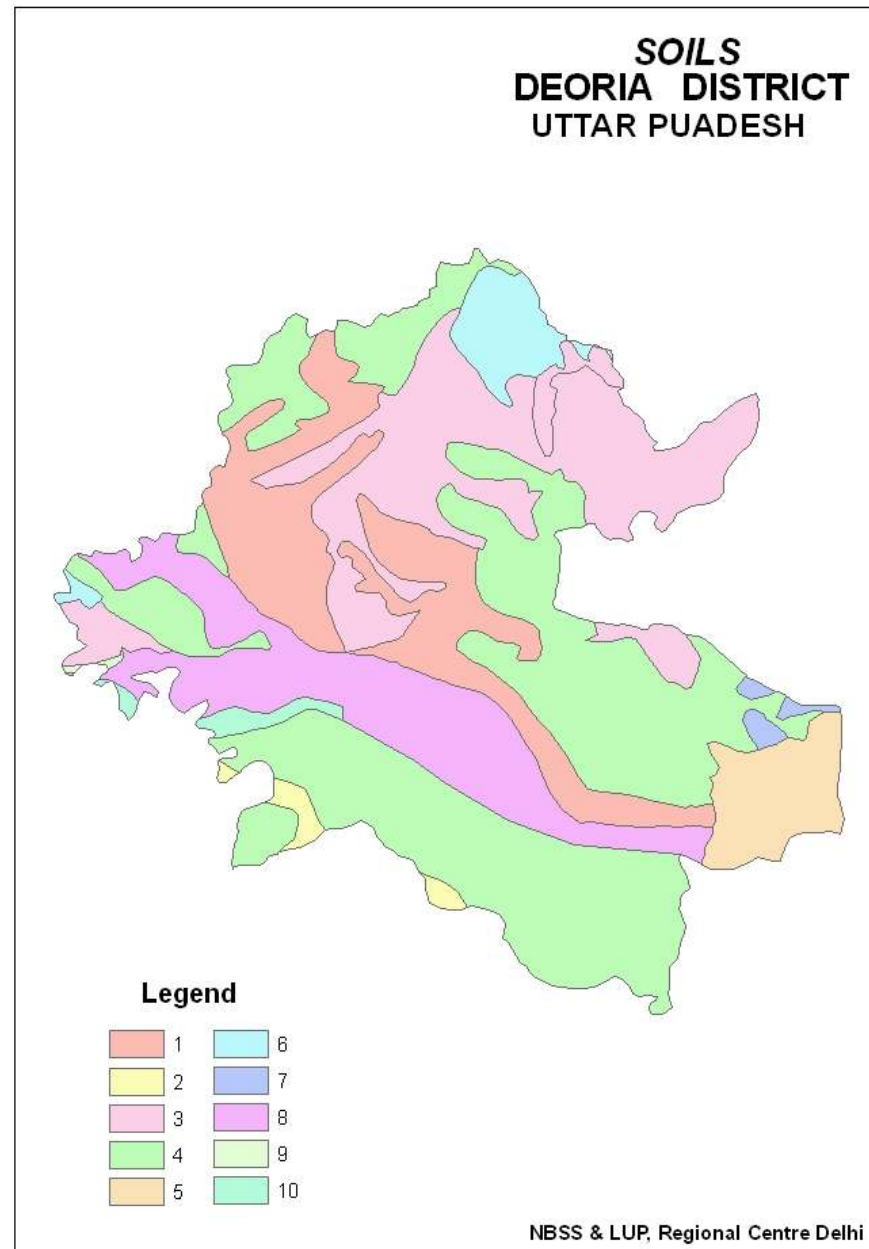 SOILS
DEORIA DISTRICT
UTTAR PUADESH
Legend
1
2
3
4
5
6
7
8
9
10
NBSS & LUP, Regional Centre Delhi